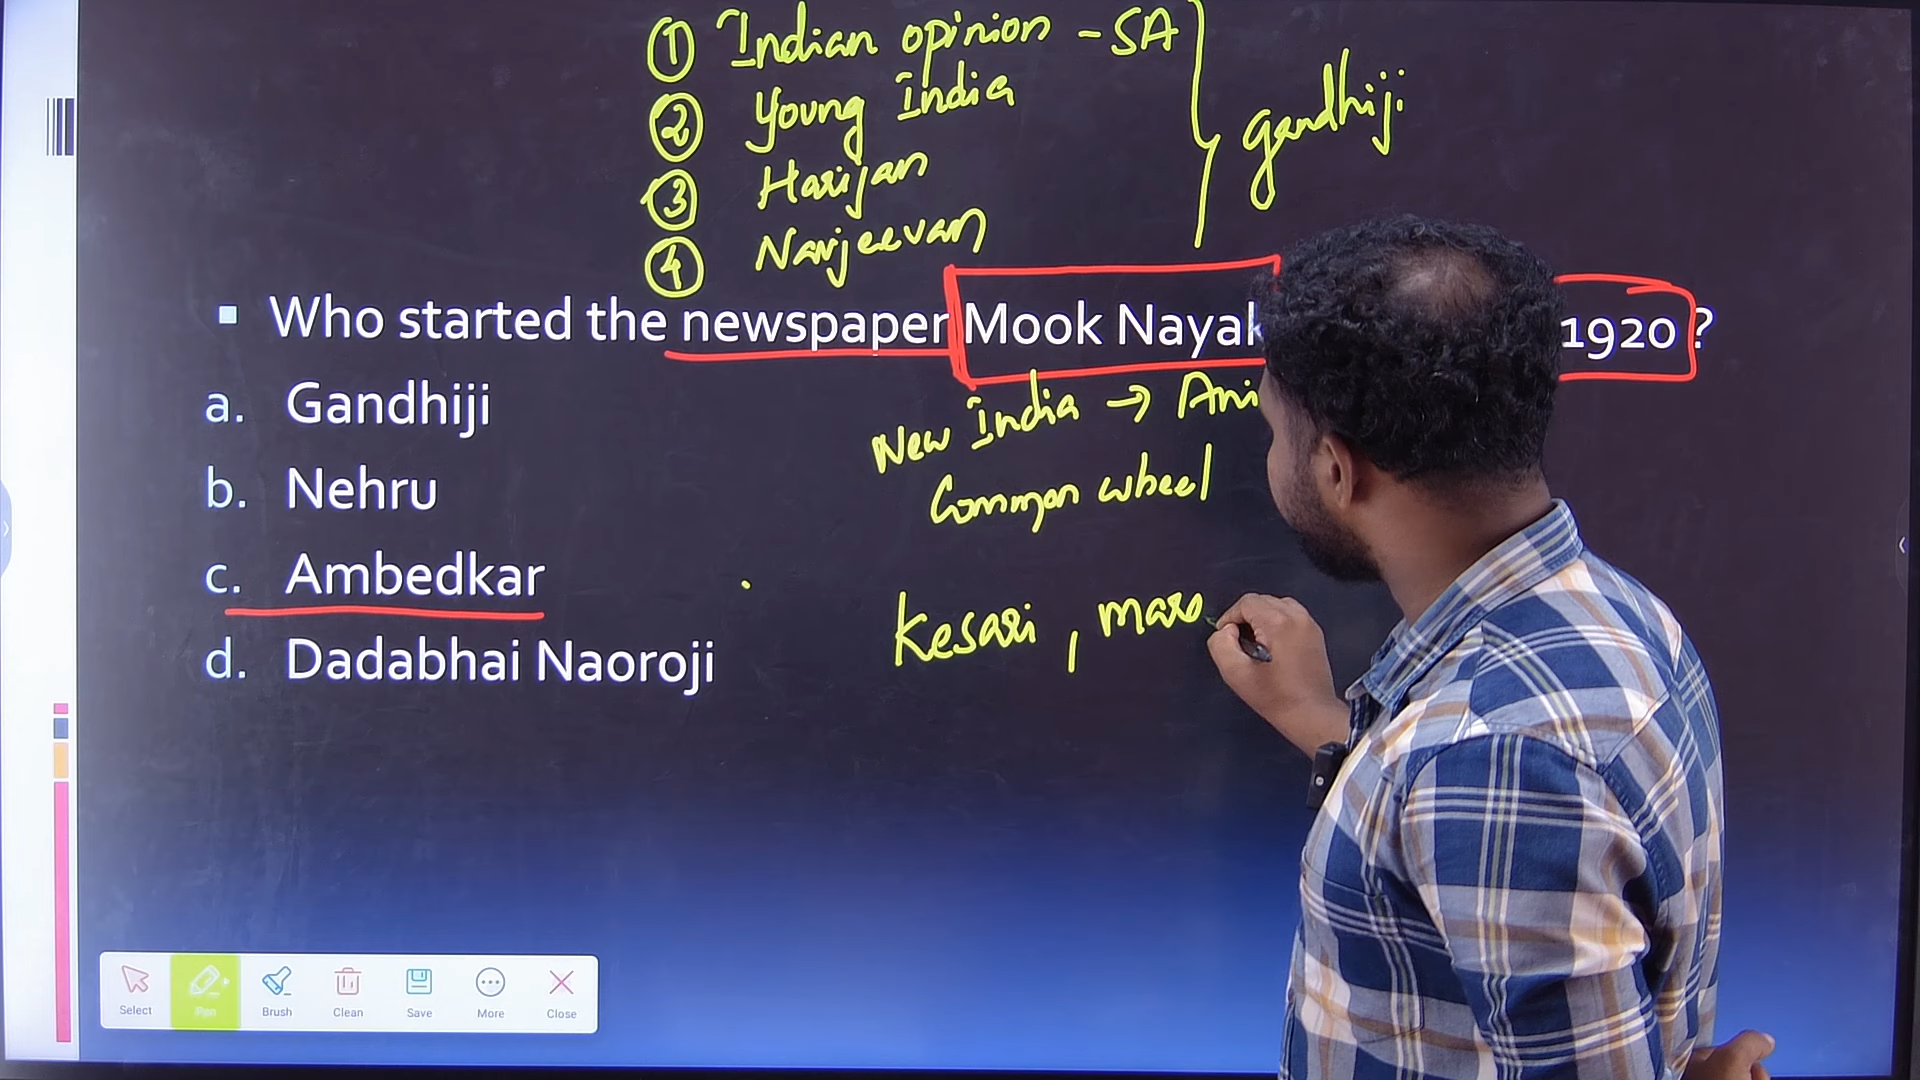 ① Indian opinion - SA
② Young India
③ Harijan
④ Navjeevan
gandhiji
Who started the newspaper Mook Nayak 1920 ?
a. Gandhiji
New India → Ani
b. Nehru
Common wheel
c. Ambedkar
Kesari, mara
d. Dadabhai Naoroji
Select Pen Brush Clean Save More Close